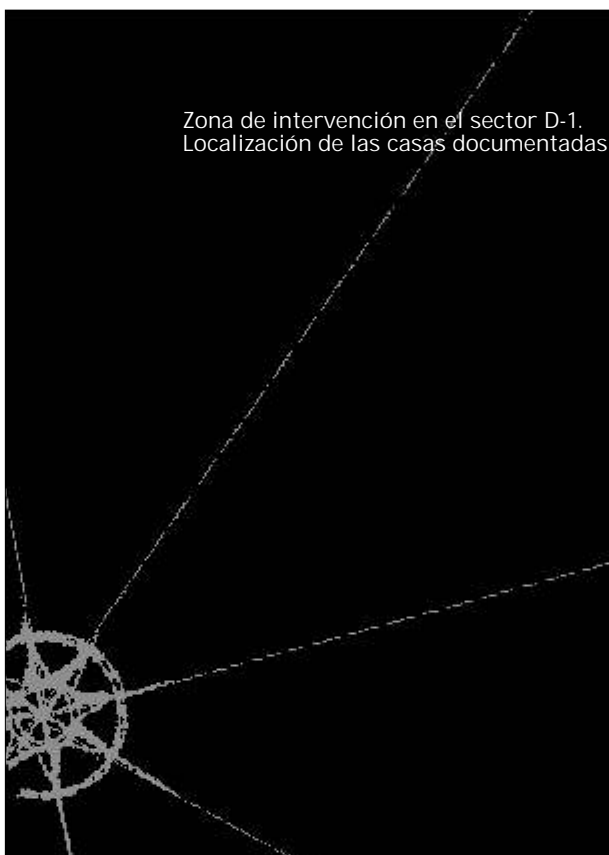 Zona de intervención en el sector D-1.
Localización de las casas documentadas